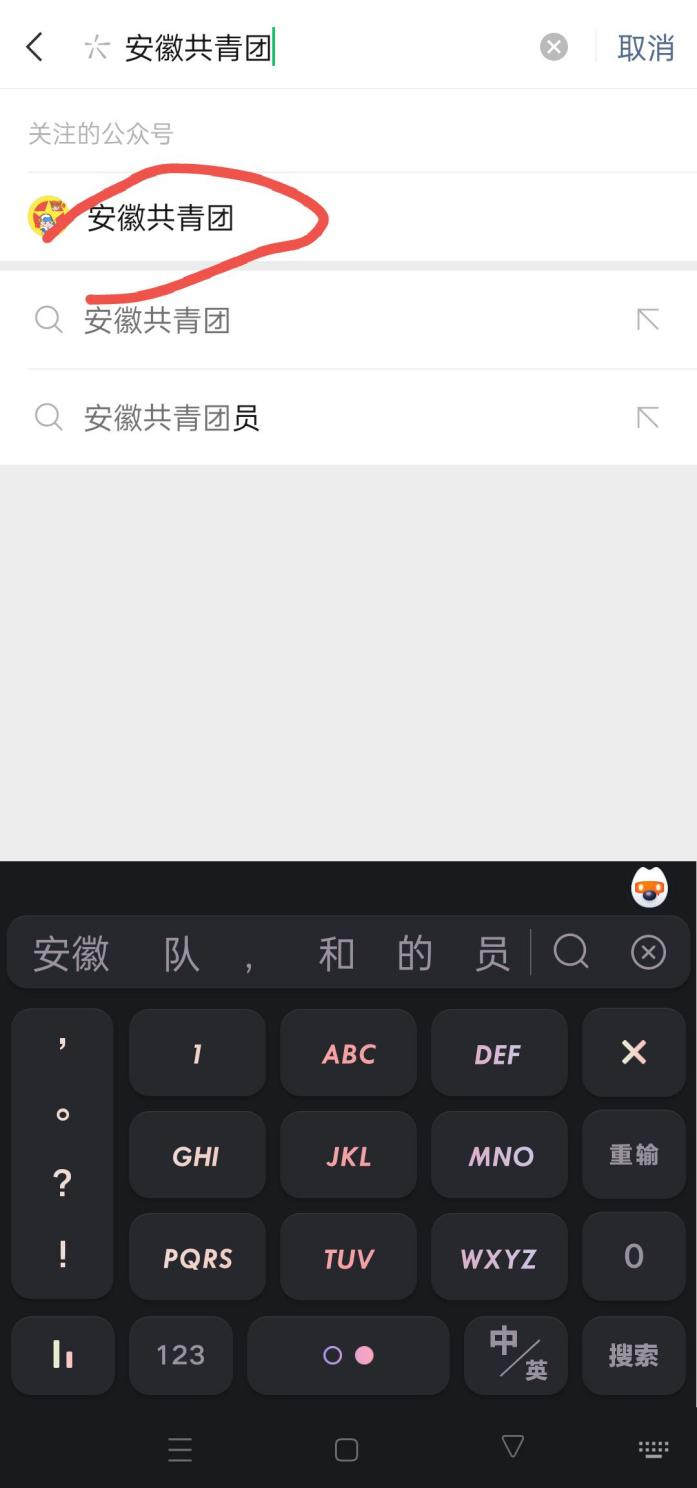 安徽共青团
取消
关注的公众号
安徽共青团
安徽共青团
安徽共青团员
安徽 队 , 和 的 员
, 1 ABC DEF
。 GHI JKL MNO 重输
?
! PQRS TUV WXYZ 0
123 中/英 搜索